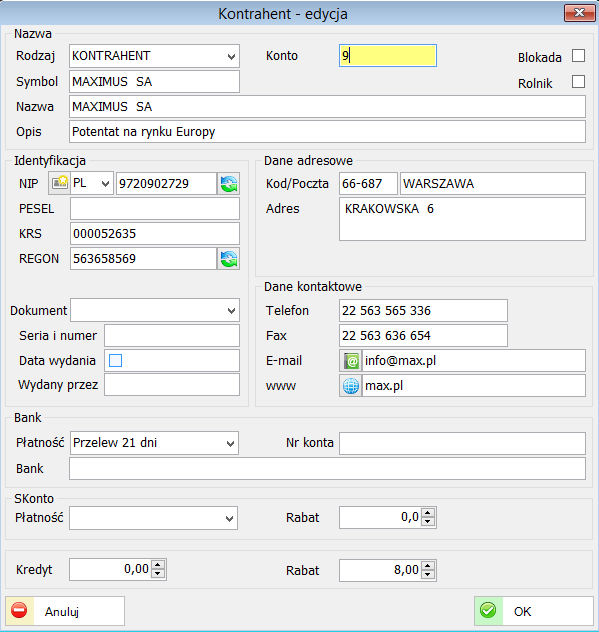 Kontrahent - edycja
Nazwa
Rodzaj KONTRAHENT Konto 9 Blokada
Symbol MAXIMUS SA Rolnik
Nazwa MAXIMUS SA
Opis Potentat na rynku Europy
Identyfikacja Dane adresowe
NIP PL 9720902729 Kod/Poczta 66-687 WARSZAWA
PESEL Adres KRAKOWSKA 6
KRS 000052635
REGON 563658569
Dane kontaktowe
Dokument Telefon 22 563 565 336
Seria i numer Fax 22 563 636 654
Data wydania E-mail info@max.pl
Wydany przez www max.pl
Bank
Płatność Przelew 21 dni Nr konta
Bank
SKonto
Płatność Rabat 0,0
Kredyt 0,00 Rabat 8,00
Anuluj OK